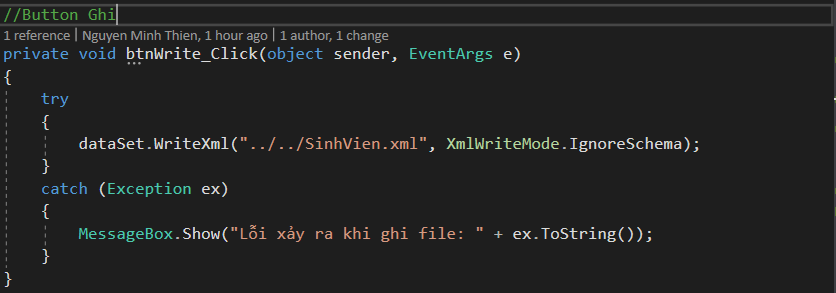 //Button Ghi
1 reference | Nguyen Minh Thien, 1 hour ago | 1 author, 1 change
private void btnWrite_Click(object sender, EventArgs e)
{
    try
    {
        dataSet.WriteXml("../../SinhVien.xml", XmlWriteMode.IgnoreSchema);
    }
    catch (Exception ex)
    {
        MessageBox.Show("Lỗi xảy ra khi ghi file: " + ex.ToString());
    }
}